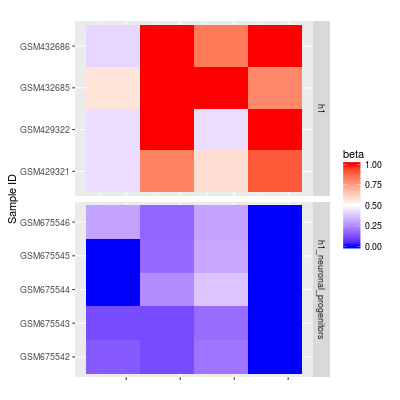 GSM432686
GSM432685
GSM429322
GSM429321
h1
GSM675546
GSM675545
GSM675544
GSM675543
GSM675542
h1_neuronal_progenitors
Sample ID
beta
1.00
0.75
0.50
0.25
0.00